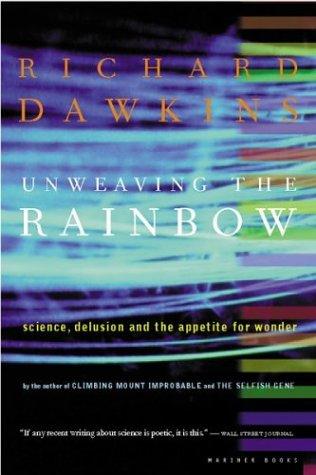 RICHARD
DAWKINS
UNWEAVING THE
RAINBOW
science, delusion and the appetite for wonder
by the author of CLIMBING MOUNT IMPROBABLE and THE SELFISH GENE
"If any recent writing about science is poetic, it is this." — WALL STREET JOURNAL
MARINER BOOKS